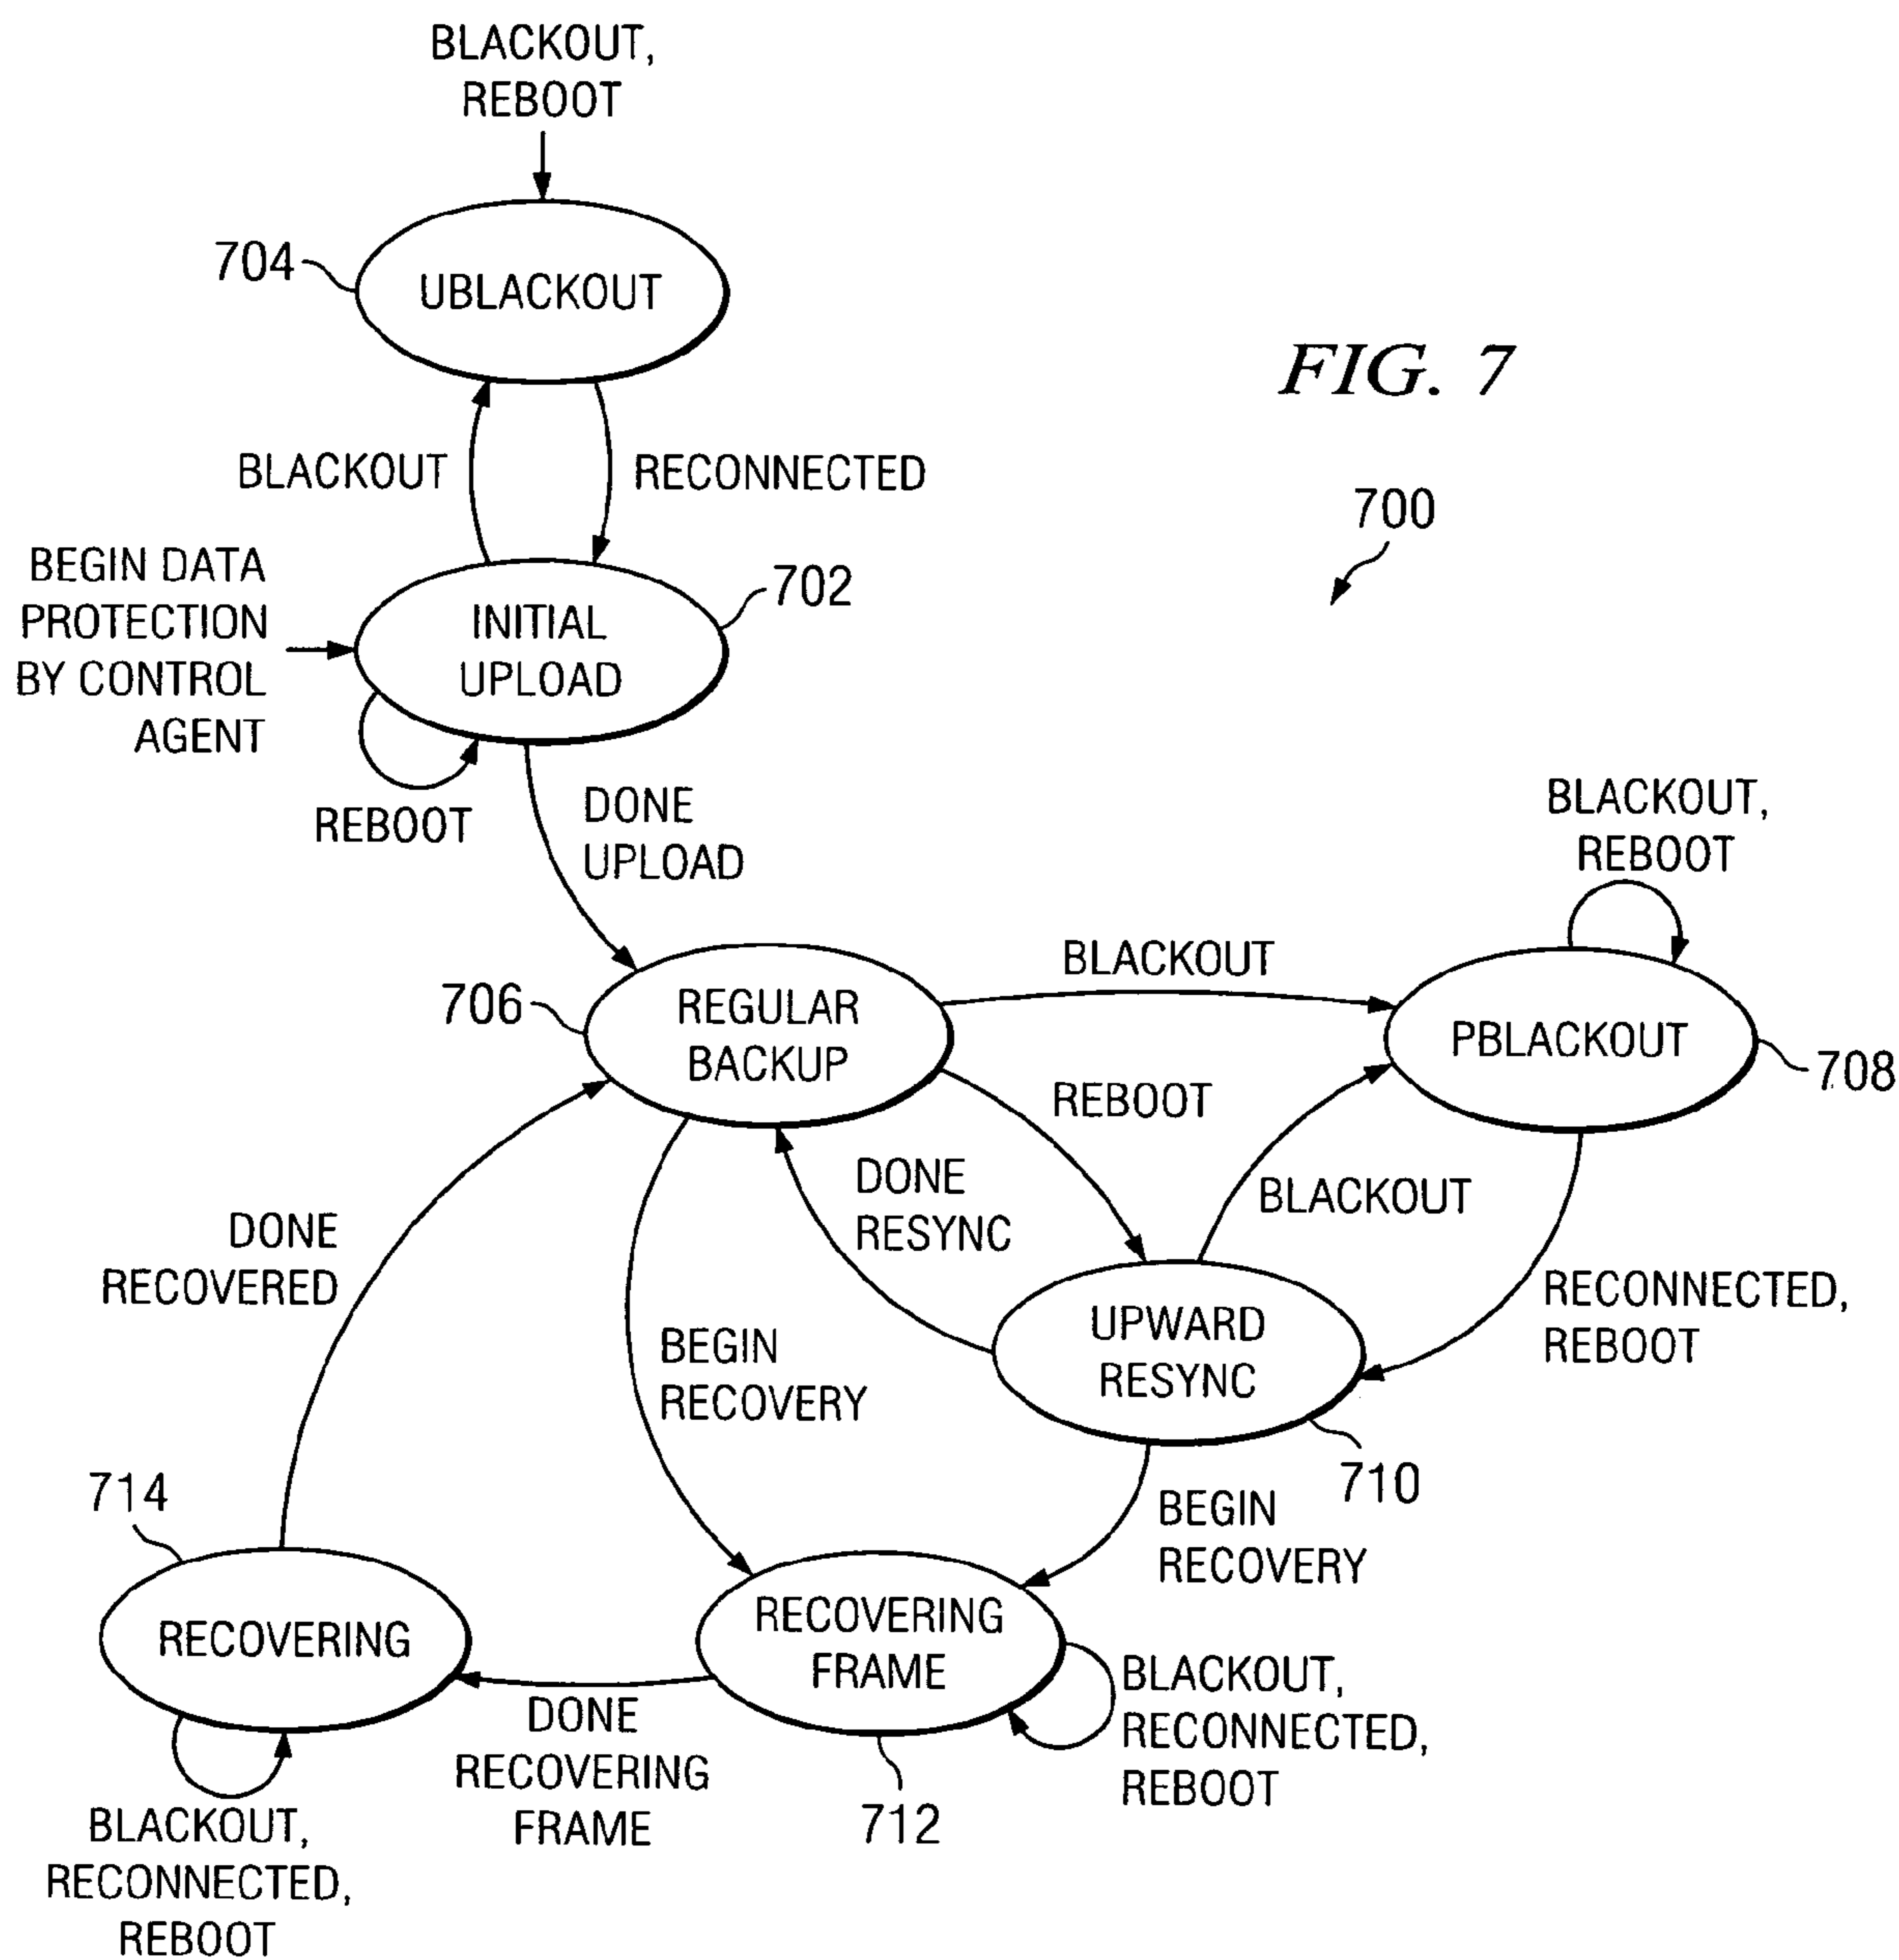 BLACKOUT,
REBOOT
704
UBLACKOUT
FIG. 7
BLACKOUT
RECONNECTED
700
BEGIN DATA
PROTECTION
BY CONTROL
AGENT
702
INITIAL
UPLOAD
REBOOT
DONE
UPLOAD
BLACKOUT,
REBOOT
706
REGULAR
BACKUP
BLACKOUT
PBLACKOUT
708
REBOOT
DONE
RESYNC
BLACKOUT
DONE
RECOVERED
RECONNECTED,
REBOOT
BEGIN
RECOVERY
UPWARD
RESYNC
710
BEGIN
RECOVERY
714
RECOVERING
RECOVERING
FRAME
BLACKOUT,
RECONNECTED,
REBOOT
DONE
RECOVERING
FRAME
712
BLACKOUT,
RECONNECTED,
REBOOT